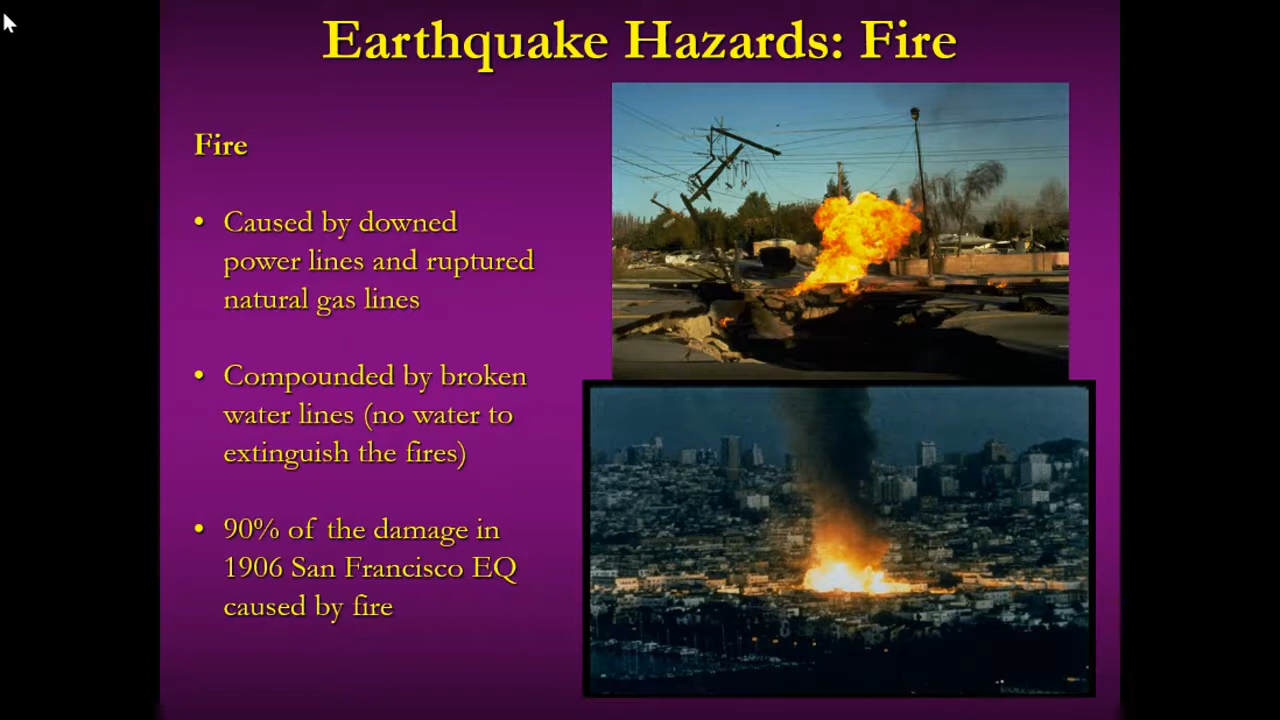 Earthquake Hazards: Fire
Fire
• Caused by downed
power lines and ruptured
natural gas lines
• Compounded by broken
water lines (no water to
extinguish the fires)
• 90% of the damage in
1906 San Francisco EQ
caused by fire